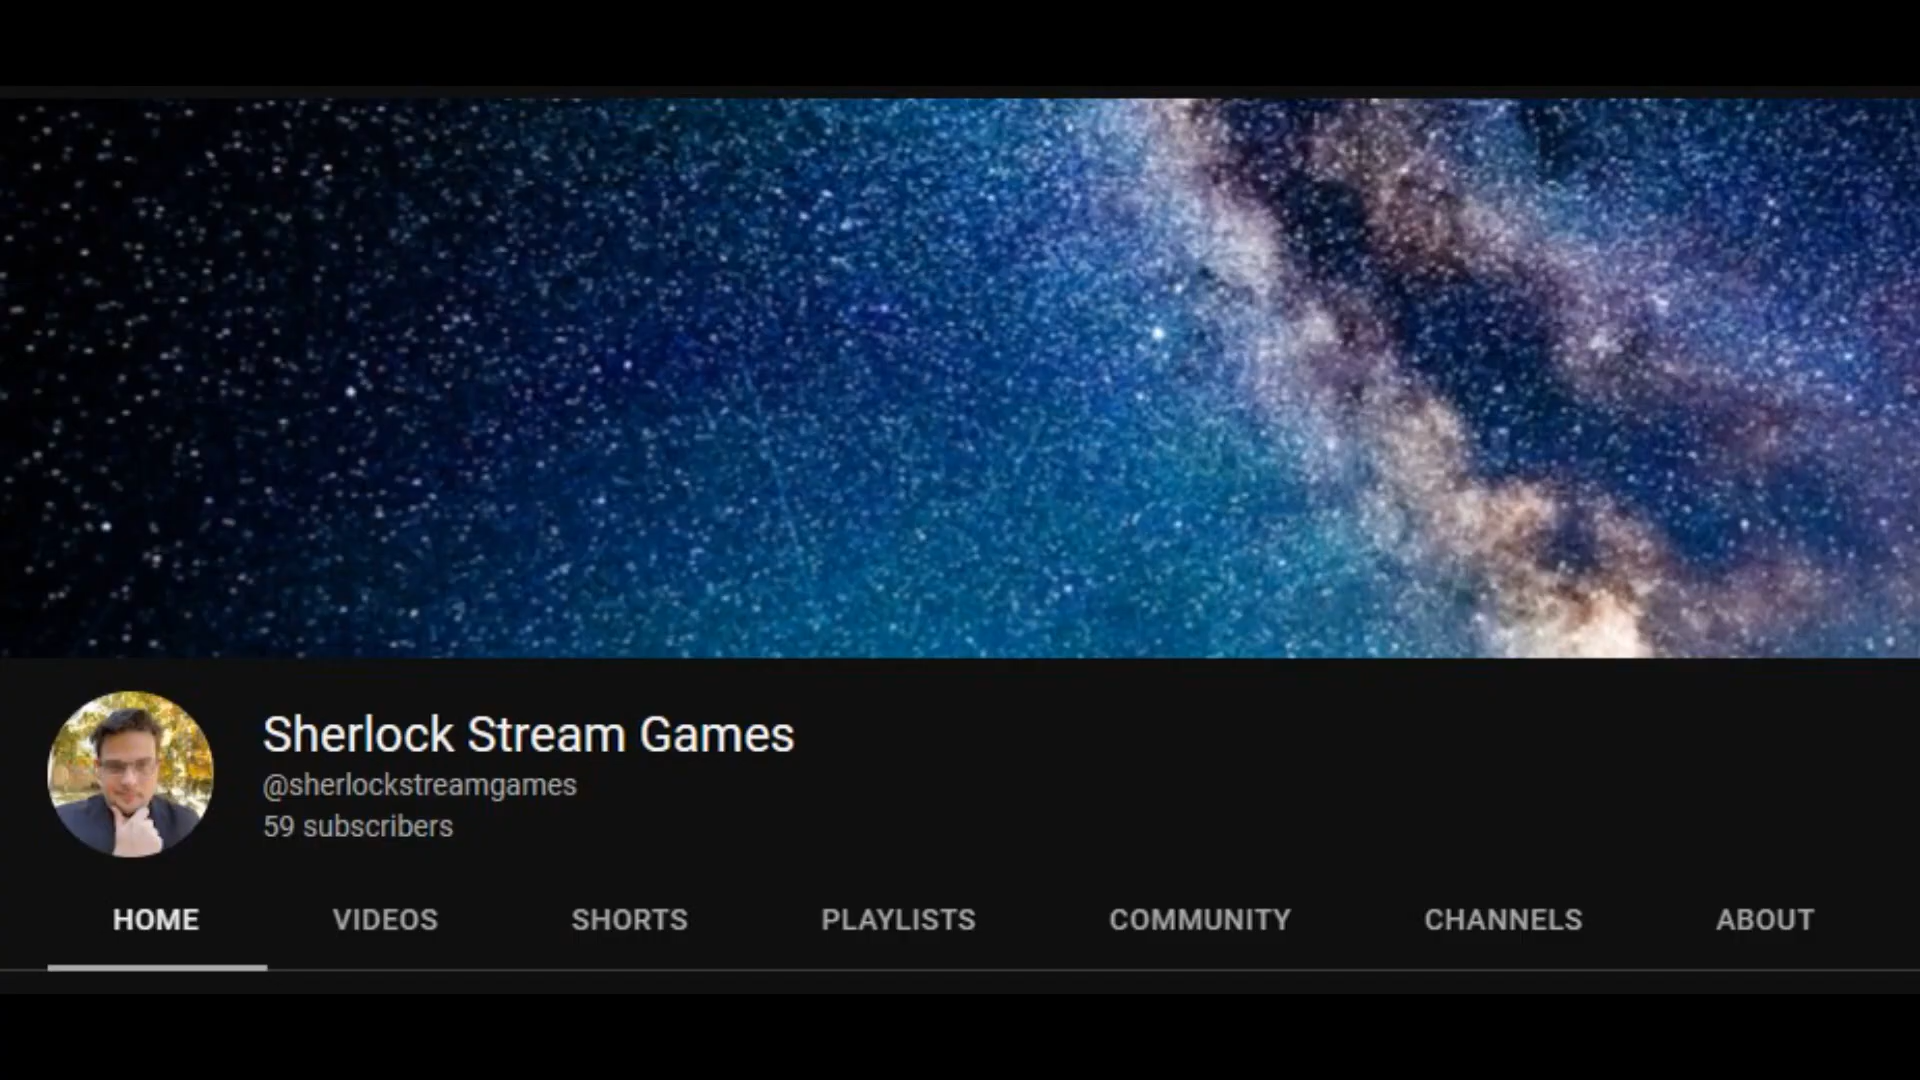 Sherlock Stream Games
@sherlockstreamgames
59 subscribers
HOME VIDEOS SHORTS PLAYLISTS COMMUNITY CHANNELS ABOUT